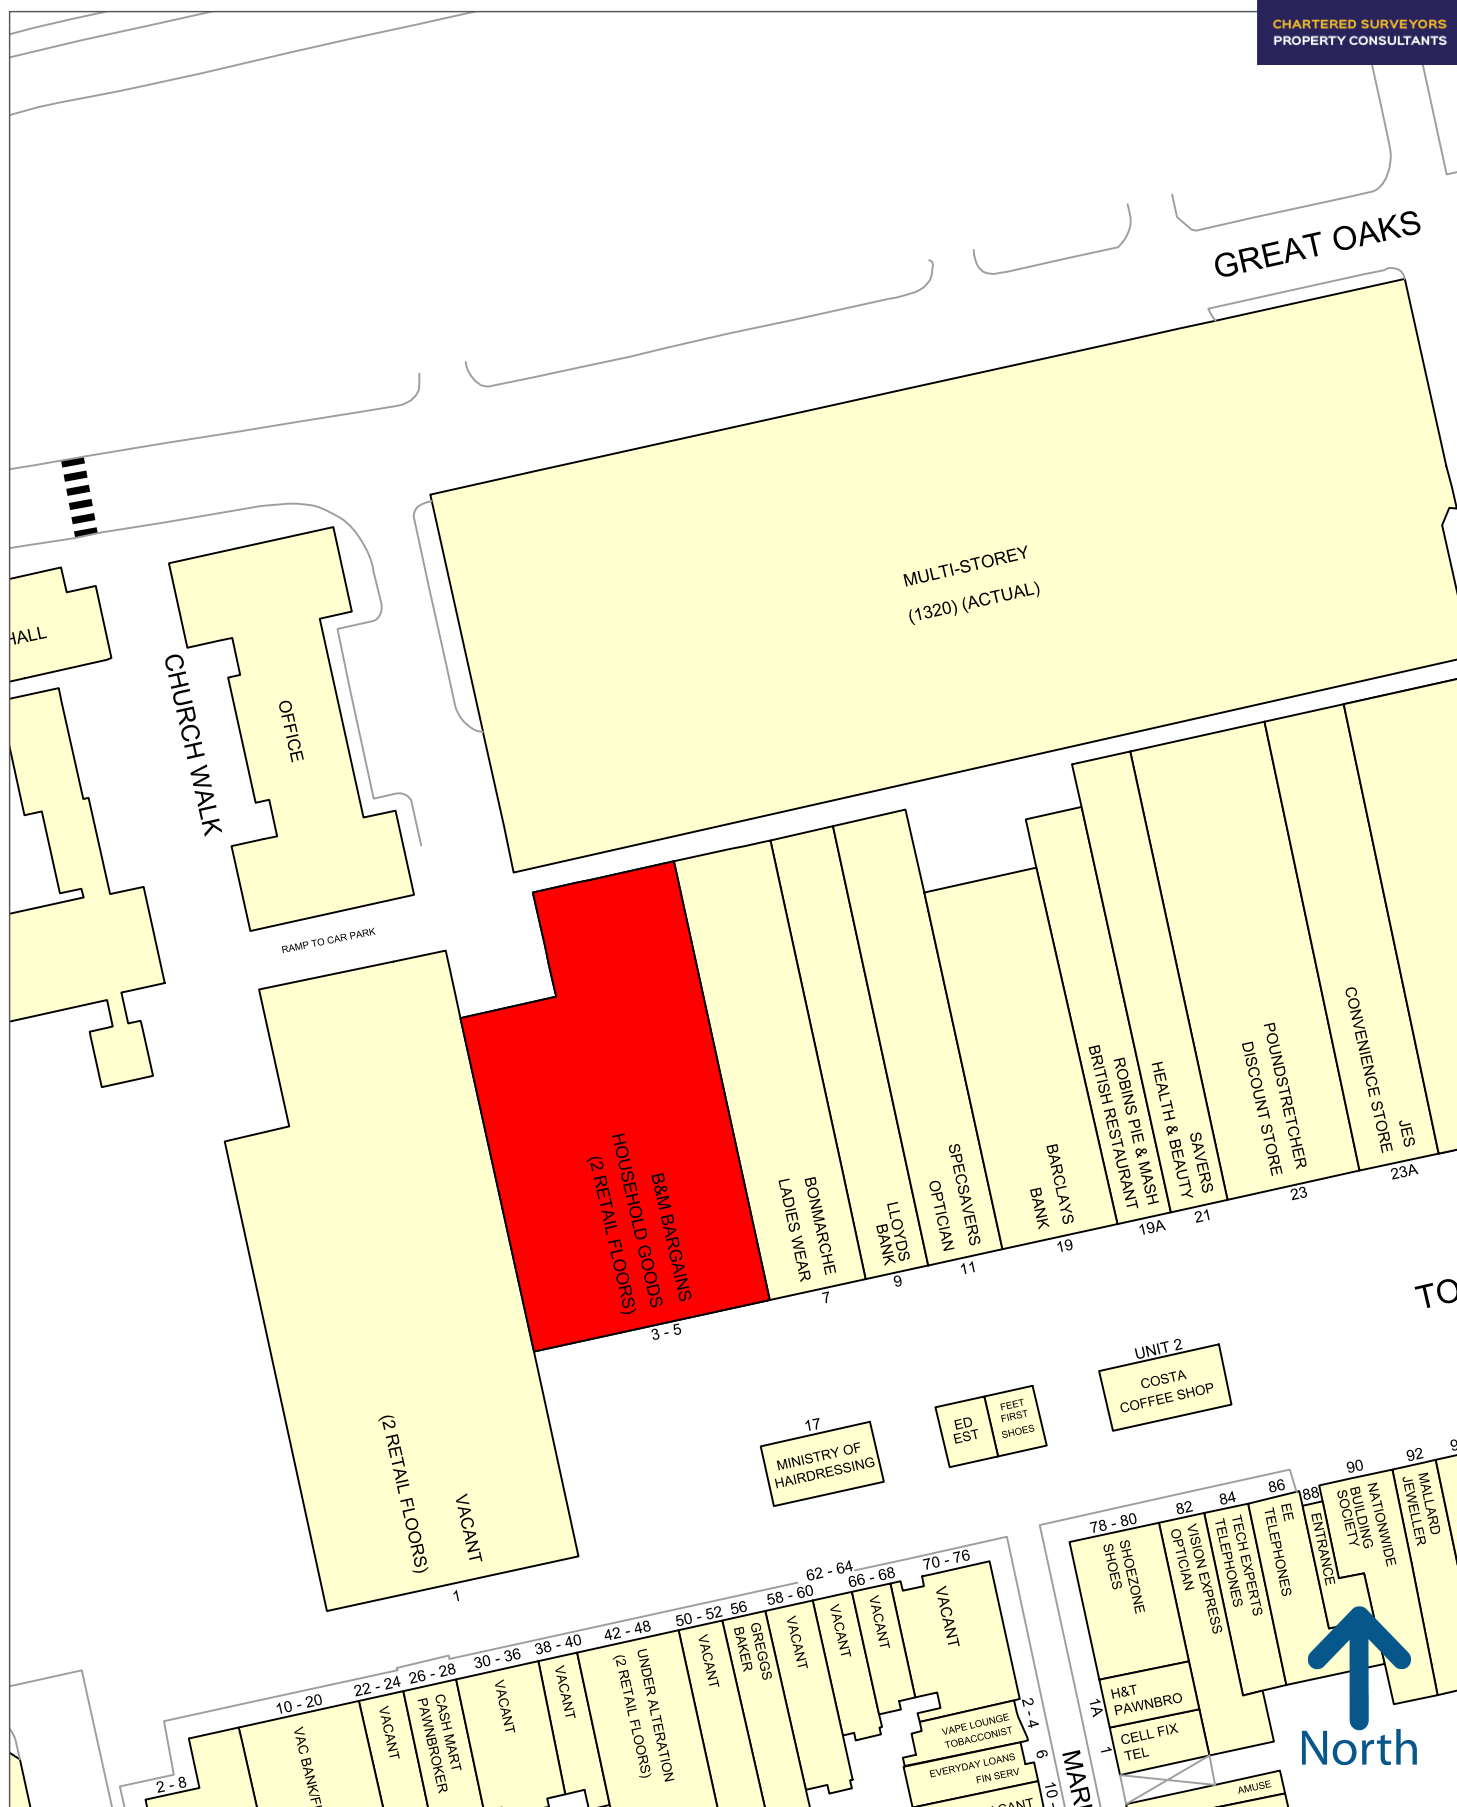 CHARTERED SURVEYORS
PROPERTY CONSULTANTS
GREAT OAKS
MULTI-STOREY
(1320) (ACTUAL)
HALL
CHURCH WALK
OFFICE
RAMP TO CAR PARK
B&M BARGAINS
HOUSEHOLD GOODS
(2 RETAIL FLOORS)
3 - 5
BONMARCHE
LADIES WEAR
7
LLOYDS
BANK
9
SPECSAVERS
OPTICIAN
11
BARCLAYS
BANK
19
ROBINS PIE & MASH
BRITISH RESTAURANT
19A
SAVERS
HEALTH & BEAUTY
21
POUNDSTRETCHER
DISCOUNT STORE
23
JES
CONVENIENCE STORE
23A
TO
VACANT
(2 RETAIL FLOORS)
1
17
MINISTRY OF
HAIRDRESSING
ED
EST
FEET
FIRST
SHOES
UNIT 2
COSTA
COFFEE SHOP
2 - 8
10 - 20
VAC BANK/F
22 - 24
VACANT
26 - 28
CASH MART
PAWNBROKER
30 - 36
VACANT
38 - 40
VACANT
42 - 48
UNDER ALTERATION
(2 RETAIL FLOORS)
50 - 52
VACANT
56
GREGGS
BAKER
58 - 60
VACANT
62 - 64
VACANT
66 - 68
VACANT
70 - 76
VACANT
2 - 4
VAPE LOUNGE
TOBACCONIST
6
EVERYDAY LOANS
FIN SERV
10 -
CANT
MAR
78 - 80
SHOEZONE
SHOES
82
VISION EXPRESS
OPTICIAN
84
TECH EXPERTS
TELEPHONES
86
EE
TELEPHONES
88
ENTRANCE
90
NATIONWIDE
BUILDING
SOCIETY
92
MALLARD
JEWELLER
9
1A
H&T
PAWNBRO
1
CELL FIX
TEL
AMUSE
North